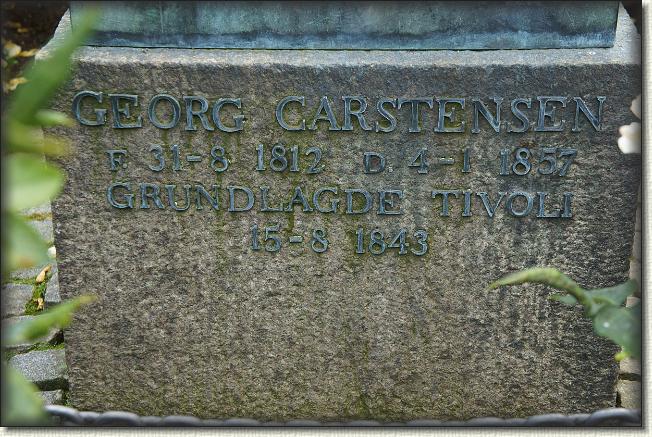 GEORG CARSTENSEN
F. 31-8 1812 D. 4-1 1857
GRUNDLAGDE TIVOLI
15-8 1843